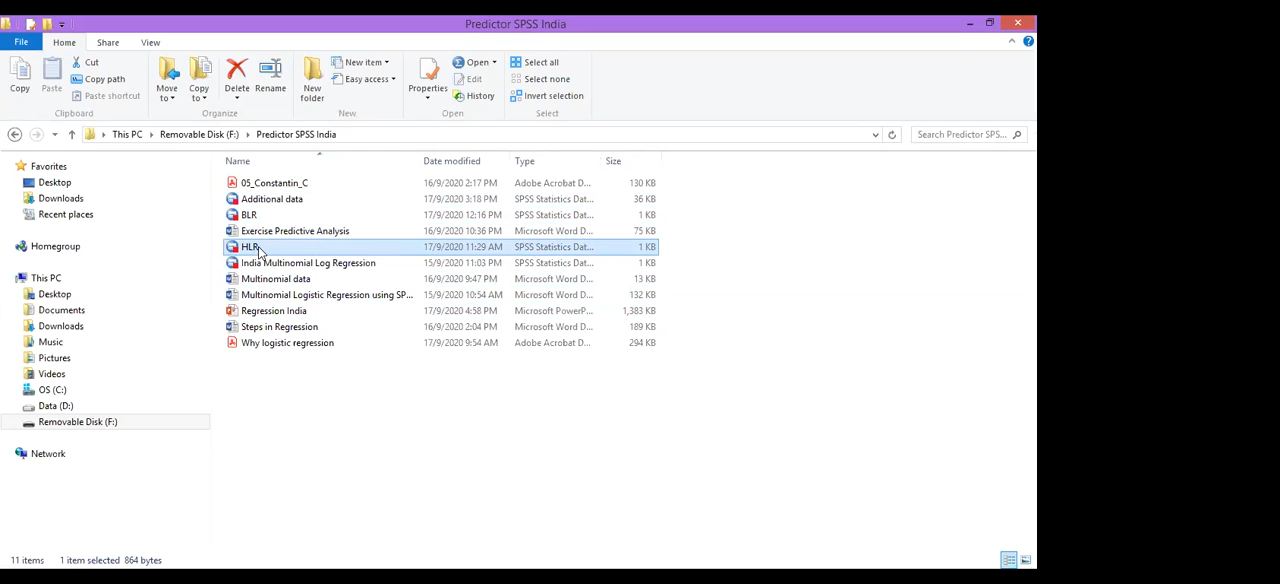 Predictor SPSS India
File Home Share View
Copy Paste Cut Copy path Paste shortcut Move to Copy to Delete Rename New folder New item Easy access Properties Open Edit History Select all Select none Invert selection
Clipboard Organize New Open Select
This PC Removable Disk (F:) Predictor SPSS India Search Predictor SPS...
Favorites
Desktop
Downloads
Recent places
Homegroup
This PC
Desktop
Documents
Downloads
Music
Pictures
Videos
OS (C:)
Data (D:)
Removable Disk (F:)
Network
Name Date modified Type Size
05_Constantin_C 16/9/2020 2:17 PM Adobe Acrobat D... 130 KB
Additional data 17/9/2020 3:18 PM SPSS Statistics Dat... 36 KB
BLR 17/9/2020 12:16 PM SPSS Statistics Dat... 1 KB
Exercise Predictive Analysis 16/9/2020 10:36 PM Microsoft Word D... 75 KB
HLR 17/9/2020 11:29 AM SPSS Statistics Dat... 1 KB
India Multinomial Log Regression 15/9/2020 11:03 PM SPSS Statistics Dat... 1 KB
Multinomial data 16/9/2020 9:47 PM Microsoft Word D... 13 KB
Multinomial Logistic Regression using SP... 15/9/2020 10:54 AM Microsoft Word D... 132 KB
Regression India 17/9/2020 4:58 PM Microsoft PowerP... 1,383 KB
Steps in Regression 16/9/2020 2:04 PM Microsoft Word D... 189 KB
Why logistic regression 17/9/2020 9:54 AM Adobe Acrobat D... 294 KB
11 items 1 item selected 864 bytes